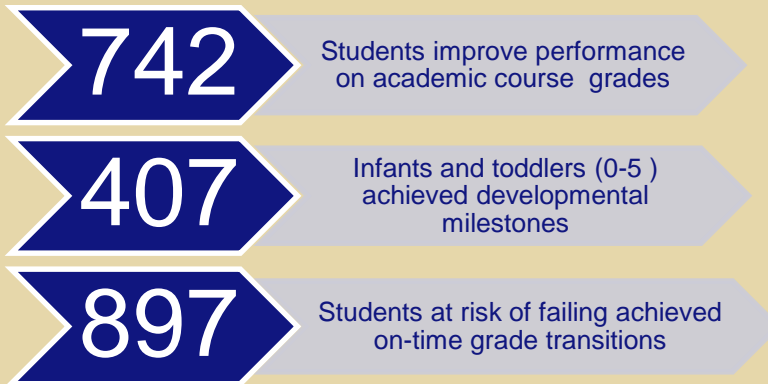 742
Students improve performance
on academic course  grades
407
Infants and toddlers (0-5 )
achieved developmental
milestones
897
Students at risk of failing achieved
on-time grade transitions